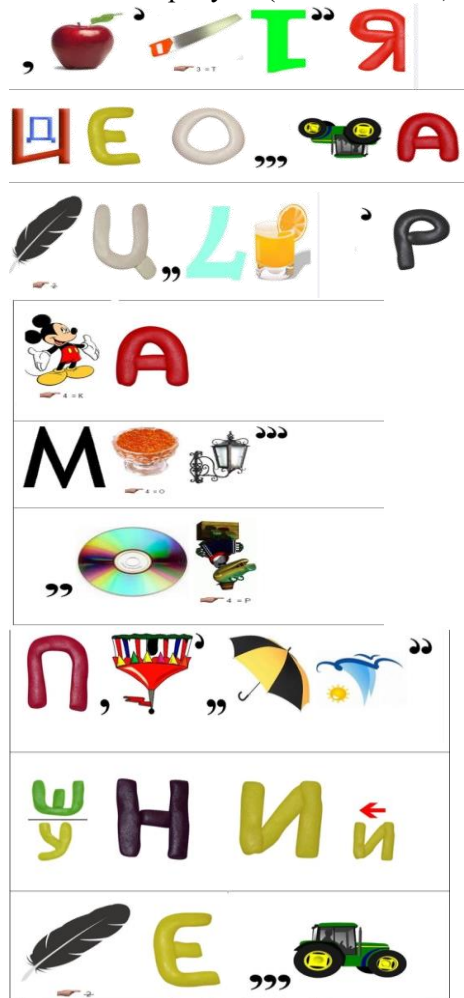 , ‘ 3 = Т ‘‘ Я
Д Е О ,,, А
Ц ,, ‘ Р
А
4 = К
М ,,,
4 = О
,,
4 = Р
П , ‘ ,, ‘‘
Ш
У Н И И
Е ,,,